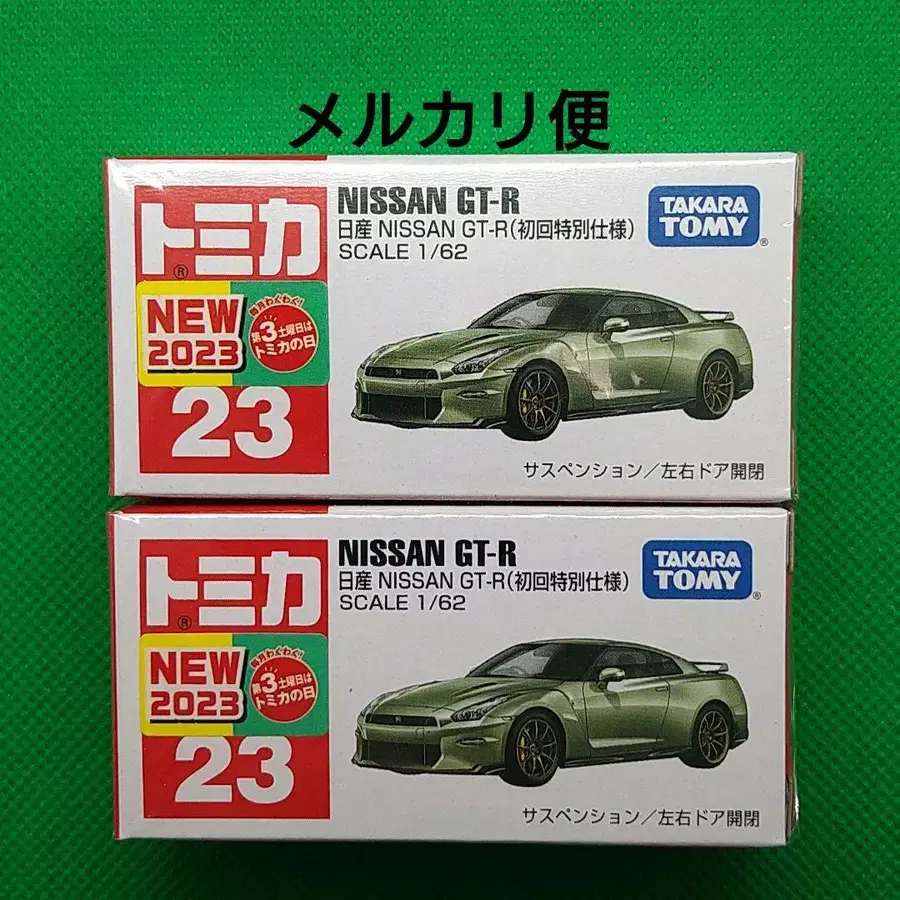 メルカリ便
トミカ
®
NISSAN GT-R
日産 NISSAN GT-R(初回特別仕様)
SCALE 1/62
TAKARA
TOMY
®
NEW
2023
毎月わくわく!
第3土曜日は
トミカの日
23
サスペンション/左右ドア開閉
トミカ
®
NISSAN GT-R
日産 NISSAN GT-R(初回特別仕様)
SCALE 1/62
TAKARA
TOMY
®
NEW
2023
毎月わくわく!
第3土曜日は
トミカの日
23
サスペンション/左右ドア開閉